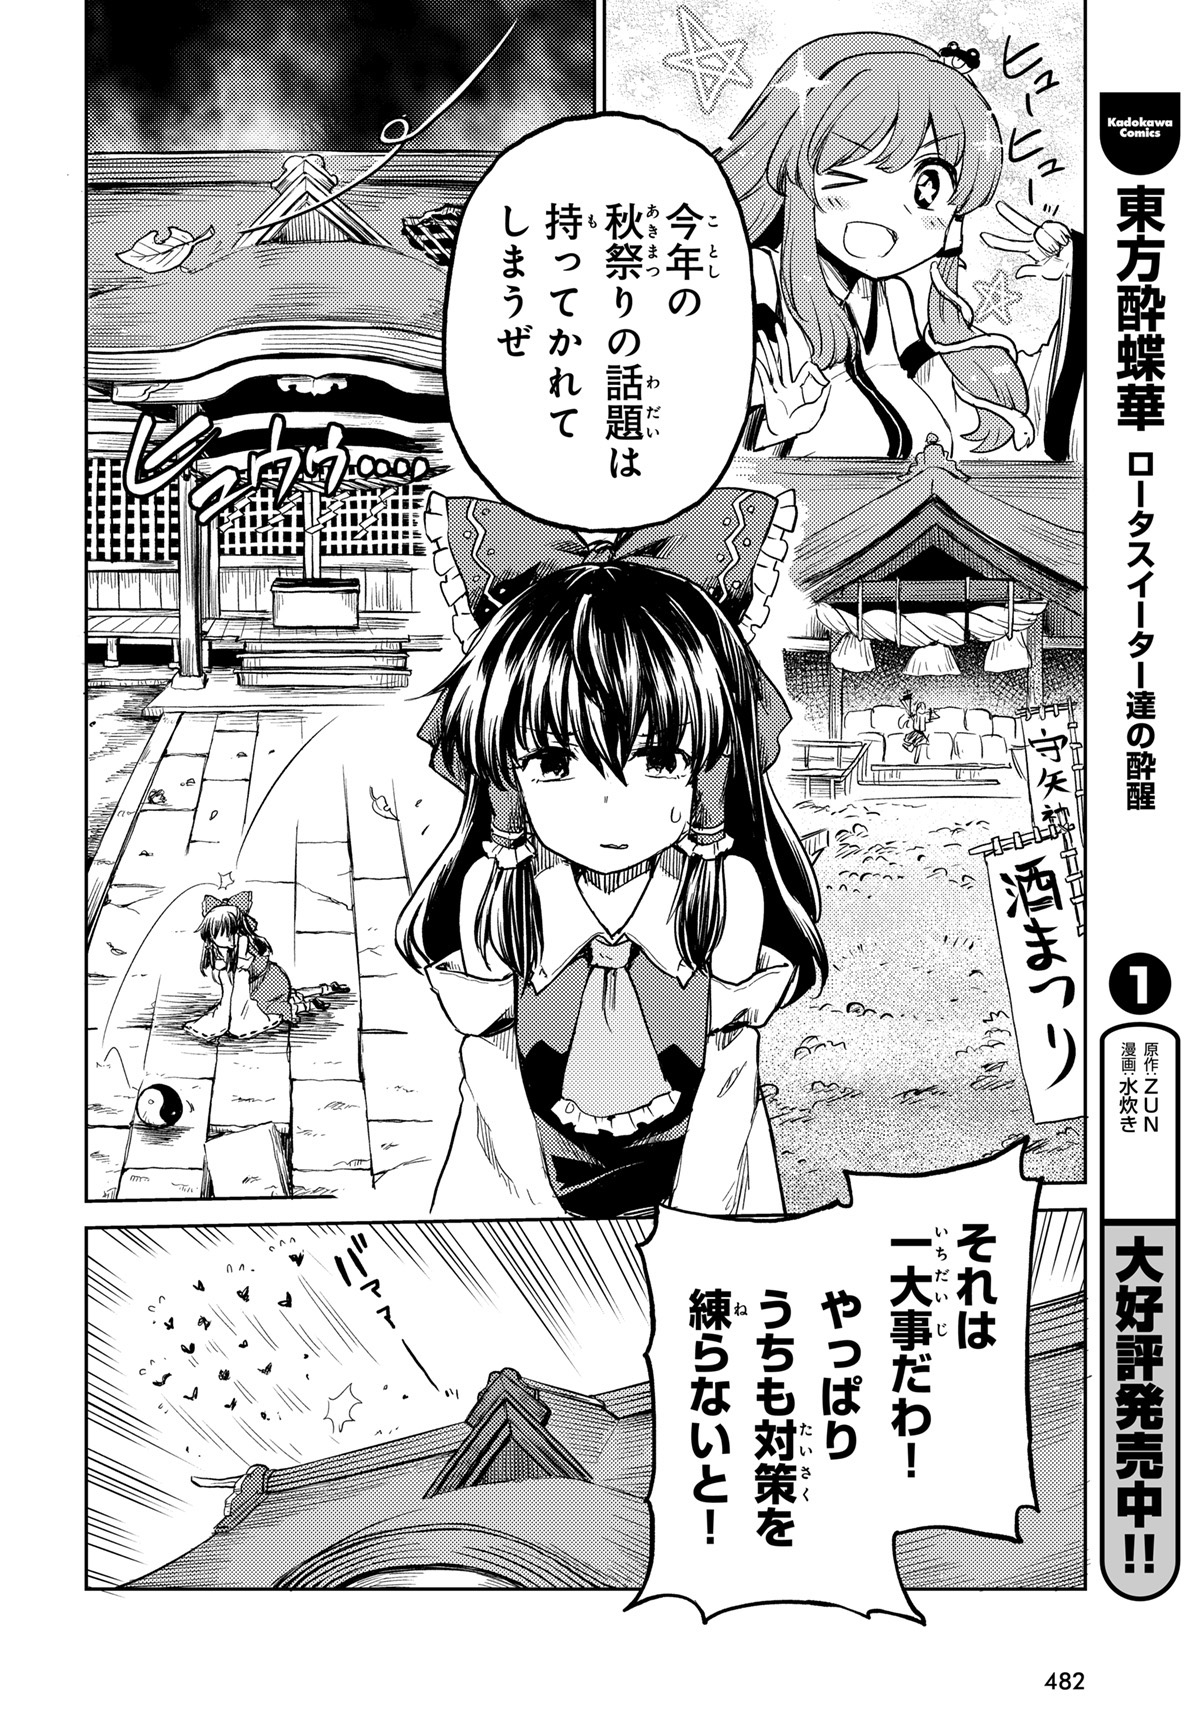 ヒューヒュー
今年の
秋祭りの話題は
持ってかれて
しまうぜ
守矢神社
酒まつり
ヒュウゥゥ……
それは
一大事だわ！
やっぱり
うちも対策を
練らないと！
バァァァ
Kadokawa
Comics
東方酔蝶華 ロータスイーター達の酔醒
1
原作：ZUN
漫画：水炊き
大好評発売中!!
482